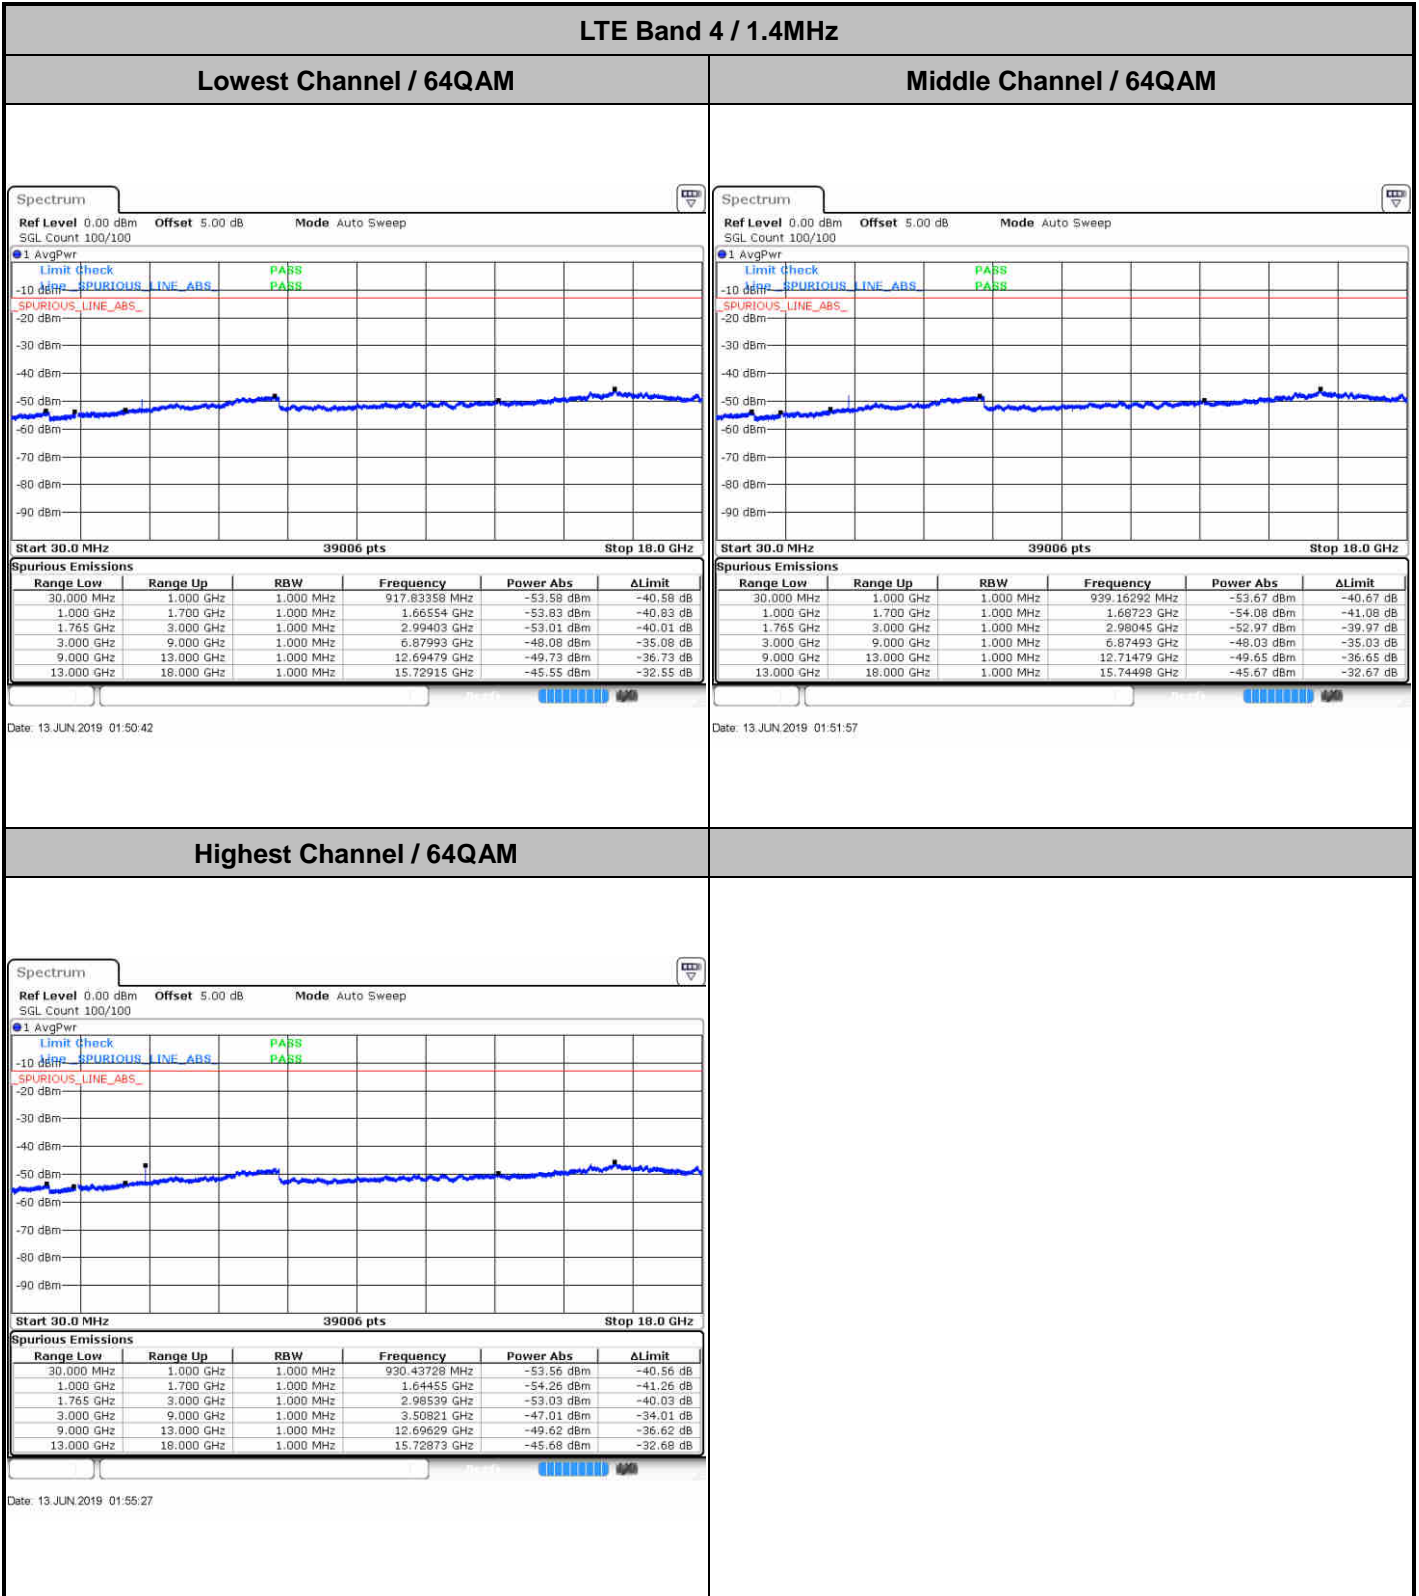 LTE Band 4 / 1.4MHz
Lowest Channel / 64QAM
Middle Channel / 64QAM
Spectrum
Ref Level 0.00 dBm Offset 5.00 dB Mode Auto Sweep
SGL Count 100/100
1 AvgPwr
Limit Check PASS
Line _SPURIOUS_LINE_ABS_ PASS
-10 dBm
_SPURIOUS_LINE_ABS_
-20 dBm
-30 dBm
-40 dBm
-50 dBm
-60 dBm
-70 dBm
-80 dBm
-90 dBm
Start 30.0 MHz 39006 pts Stop 18.0 GHz
Spurious Emissions
Range Low Range Up RBW Frequency Power Abs ΔLimit
30.000 MHz 1.000 GHz 1.000 MHz 917.83358 MHz -53.58 dBm -40.58 dB
1.000 GHz 1.700 GHz 1.000 MHz 1.66554 GHz -53.83 dBm -40.83 dB
1.765 GHz 3.000 GHz 1.000 MHz 2.99403 GHz -53.01 dBm -40.01 dB
3.000 GHz 9.000 GHz 1.000 MHz 6.87993 GHz -48.08 dBm -35.08 dB
9.000 GHz 13.000 GHz 1.000 MHz 12.69479 GHz -49.73 dBm -36.73 dB
13.000 GHz 18.000 GHz 1.000 MHz 15.72915 GHz -45.55 dBm -32.55 dB
Date: 13.JUN.2019 01:50:42
Spectrum
Ref Level 0.00 dBm Offset 5.00 dB Mode Auto Sweep
SGL Count 100/100
1 AvgPwr
Limit Check PASS
Line _SPURIOUS_LINE_ABS_ PASS
-10 dBm
_SPURIOUS_LINE_ABS_
-20 dBm
-30 dBm
-40 dBm
-50 dBm
-60 dBm
-70 dBm
-80 dBm
-90 dBm
Start 30.0 MHz 39006 pts Stop 18.0 GHz
Spurious Emissions
Range Low Range Up RBW Frequency Power Abs ΔLimit
30.000 MHz 1.000 GHz 1.000 MHz 939.16292 MHz -53.67 dBm -40.67 dB
1.000 GHz 1.700 GHz 1.000 MHz 1.68723 GHz -54.08 dBm -41.08 dB
1.765 GHz 3.000 GHz 1.000 MHz 2.98045 GHz -52.97 dBm -39.97 dB
3.000 GHz 9.000 GHz 1.000 MHz 6.87493 GHz -48.03 dBm -35.03 dB
9.000 GHz 13.000 GHz 1.000 MHz 12.71479 GHz -49.65 dBm -36.65 dB
13.000 GHz 18.000 GHz 1.000 MHz 15.74498 GHz -45.67 dBm -32.67 dB
Date: 13.JUN.2019 01:51:57
Highest Channel / 64QAM
Spectrum
Ref Level 0.00 dBm Offset 5.00 dB Mode Auto Sweep
SGL Count 100/100
1 AvgPwr
Limit Check PASS
Line _SPURIOUS_LINE_ABS_ PASS
-10 dBm
_SPURIOUS_LINE_ABS_
-20 dBm
-30 dBm
-40 dBm
-50 dBm
-60 dBm
-70 dBm
-80 dBm
-90 dBm
Start 30.0 MHz 39006 pts Stop 18.0 GHz
Spurious Emissions
Range Low Range Up RBW Frequency Power Abs ΔLimit
30.000 MHz 1.000 GHz 1.000 MHz 930.43728 MHz -53.56 dBm -40.56 dB
1.000 GHz 1.700 GHz 1.000 MHz 1.64455 GHz -54.26 dBm -41.26 dB
1.765 GHz 3.000 GHz 1.000 MHz 2.98539 GHz -53.03 dBm -40.03 dB
3.000 GHz 9.000 GHz 1.000 MHz 3.50821 GHz -47.01 dBm -34.01 dB
9.000 GHz 13.000 GHz 1.000 MHz 12.69629 GHz -49.62 dBm -36.62 dB
13.000 GHz 18.000 GHz 1.000 MHz 15.72873 GHz -45.68 dBm -32.68 dB
Date: 13.JUN.2019 01:55:27